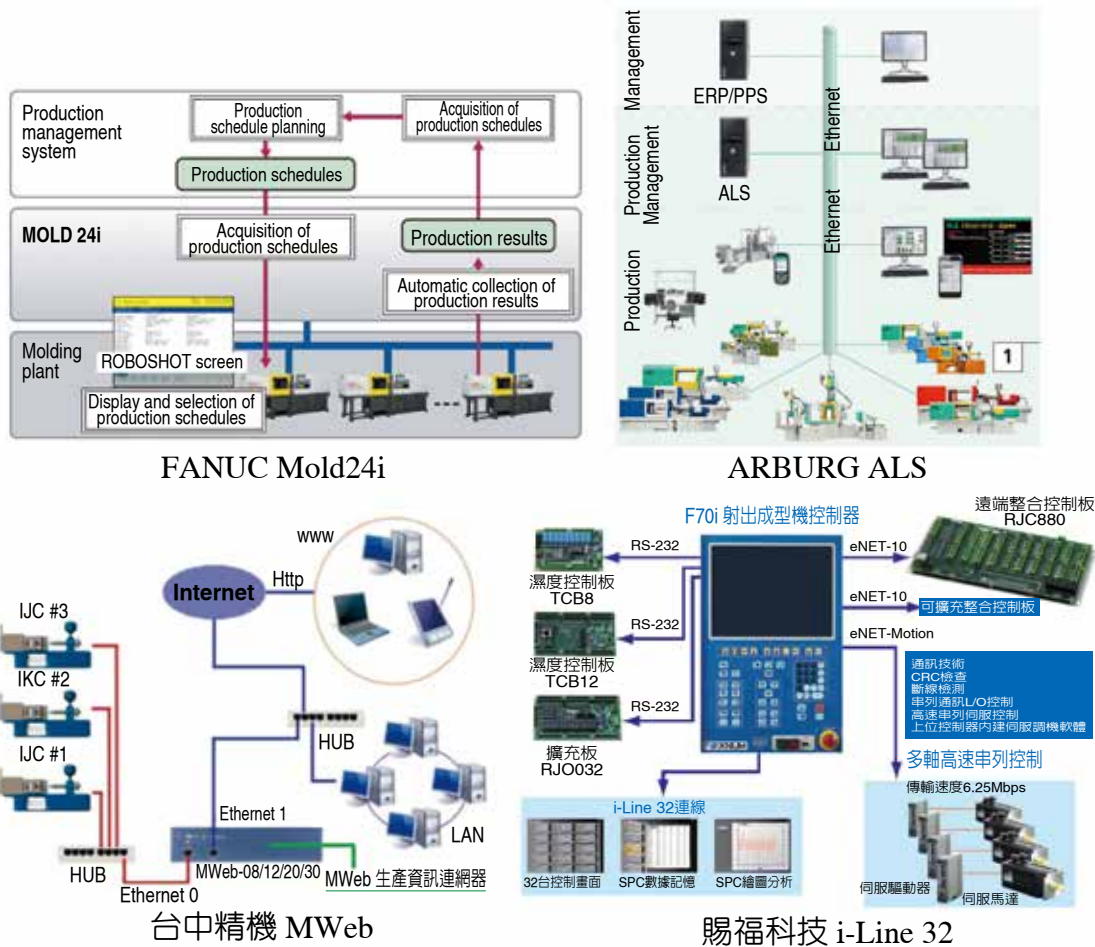 Production
management
system
Production
schedule planning
Acquisition of
production schedules
Production schedules
MOLD 24i
Acquisition of
production schedules
Production results
Automatic collection of
production results
Molding
plant
ROBOSHOT screen
Display and selection of
production schedules
FANUC Mold24i
Management
ERP/PPS
Ethernet
Production
Management
ALS
Ethernet
Production
1
ARBURG ALS
www
Internet
Http
IJC #3
IKC #2
IJC #1
HUB
HUB
Ethernet 1
LAN
MWeb-08/12/20/30
Ethernet 0
MWeb 生產資訊連網器
台中精機 MWeb
F70i 射出成型機控制器
遠端整合控制板
RJC880
RS-232
eNET-10
濕度控制板
TCB8
eNET-10
可擴充整合控制板
RS-232
eNET-Motion
濕度控制板
TCB12
通訊技術
CRC檢查
斷線檢測
串列通訊L/O控制
高速串列伺服控制
上位控制器內建伺服調機軟體
RS-232
擴充板
RJO032
多軸高速串列控制
傳輸速度6.25Mbps
i-Line 32連線
32台控制畫面
SPC數據記憶
SPC繪圖分析
伺服驅動器
伺服馬達
賜福科技 i-Line 32